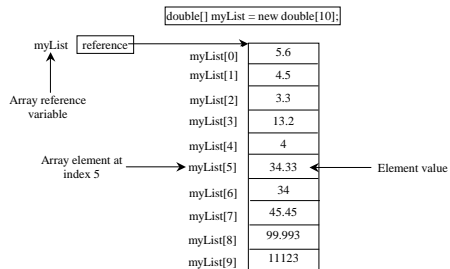 double[] myList = new double[10];
myList reference
myList[0] 5.6
myList[1] 4.5
Array reference
variable
myList[2] 3.3
myList[3] 13.2
myList[4] 4
Array element at
index 5
myList[5] 34.33 Element value
myList[6] 34
myList[7] 45.45
myList[8] 99.993
myList[9] 11123